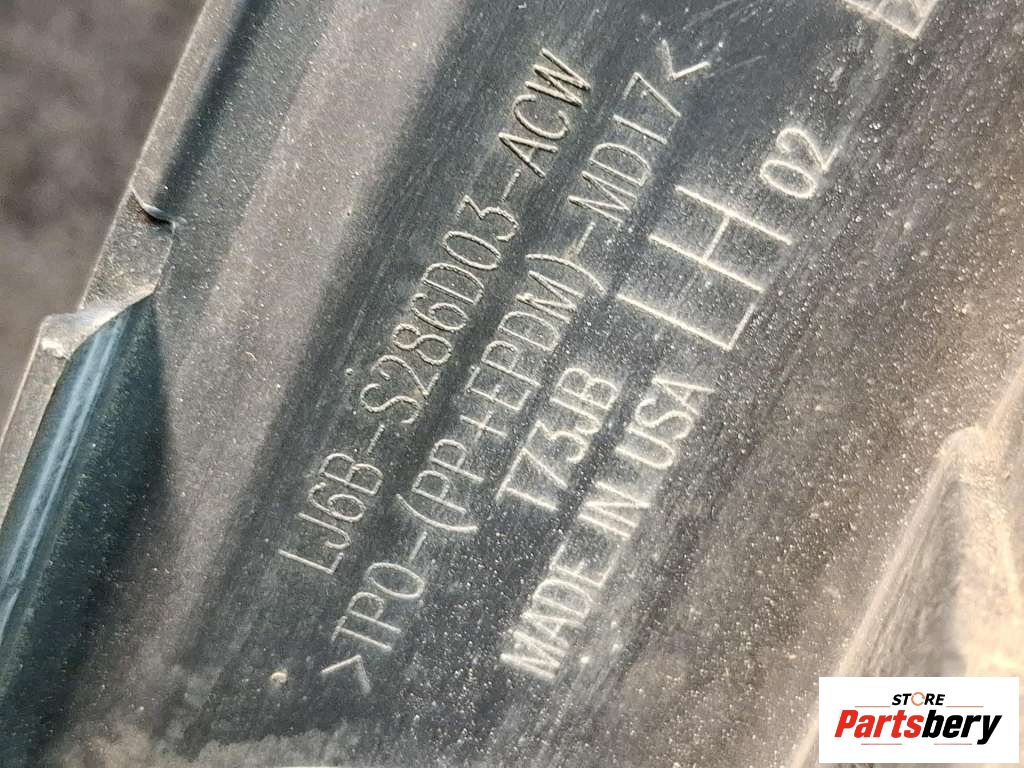 LJ6B-S286D03-ACW
>TPO-(PP+EPDM)-MD17<
T73JB
MADE IN USA
LH 02
STORE
Partsbery